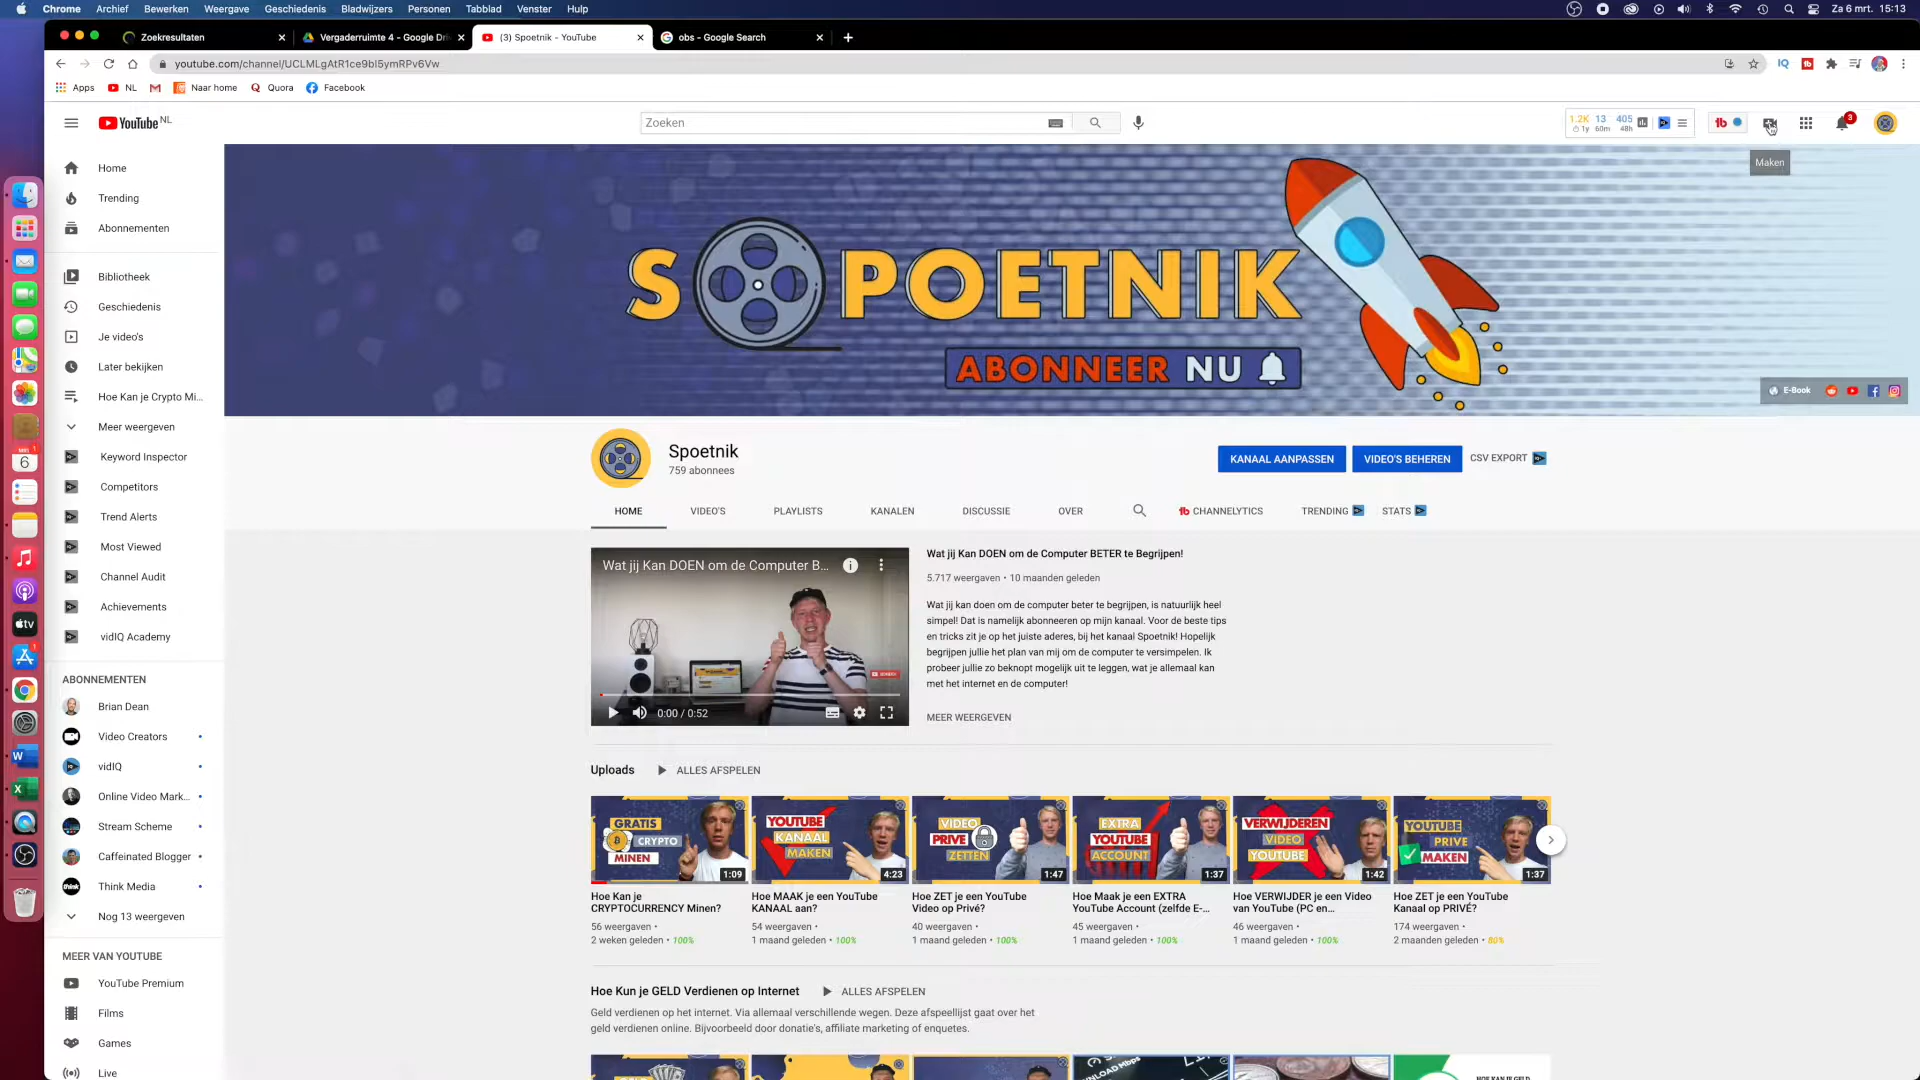 Chrome Archief Bewerken Weergave Geschiedenis Bladwijzers Personen Tabblad Venster Help
Za 6 mrt. 15:13
Zoekresultaten
Vergaderruimte 4 - Google Dri
(3) Spoetnik - YouTube
obs - Google Search
youtube.com/channel/UCLMLgAtR1ce9bI5ymRPv6Vw
Apps NL Naar home Quora Facebook
YouTube NL
Zoeken
1.2K 13 405
1y 60m 48h
3
Maken
Home
Trending
Abonnementen
Bibliotheek
Geschiedenis
Je video's
Later bekijken
Hoe Kan je Crypto Mi...
Meer weergeven
Keyword Inspector
Competitors
Trend Alerts
Most Viewed
Channel Audit
Achievements
vidIQ Academy
ABONNEMENTEN
Brian Dean
Video Creators
vidIQ
Online Video Mark...
Stream Scheme
Caffeinated Blogger
Think Media
Nog 13 weergeven
MEER VAN YOUTUBE
YouTube Premium
Films
Games
Live
SPOETNIK
ABONNEER NU
E-Book
Spoetnik
759 abonnees
KANAAL AANPASSEN
VIDEO'S BEHEREN
CSV EXPORT
HOME VIDEO'S PLAYLISTS KANALEN DISCUSSIE OVER CHANNELYTICS TRENDING STATS
Wat jij Kan DOEN om de Computer B...
0:00 / 0:52
Wat jij Kan DOEN om de Computer BETER te Begrijpen!
5.717 weergaven • 10 maanden geleden
Wat jij kan doen om de computer beter te begrijpen, is natuurlijk heel
simpel! Dat is namelijk abonneeren op mijn kanaal. Voor de beste tips
en tricks zit je op het juiste aderes, bij het kanaal Spoetnik! Hopelijk
begrijpen jullie het plan van mij om de computer te versimpelen. Ik
probeer jullie zo beknopt mogelijk uit te leggen, wat je allemaal kan
met het internet en de computer!
MEER WEERGEVEN
Uploads ALLES AFSPELEN
GRATIS
CRYPTO
MINEN
1:09
Hoe Kan je
CRYPTOCURRENCY Minen?
56 weergaven •
2 weken geleden • 100%
YOUTUBE
KANAAL
MAKEN
4:23
Hoe MAAK je een YouTube
KANAAL aan?
54 weergaven •
1 maand geleden • 100%
VIDEO
PRIVE
ZETTEN
1:47
Hoe ZET je een YouTube
Video op Privé?
40 weergaven •
1 maand geleden • 100%
EXTRA
YOUTUBE
ACCOUNT
1:37
Hoe Maak je een EXTRA
YouTube Account (zelfde E-...
45 weergaven •
1 maand geleden • 100%
VERWIJDEREN
VIDEO
YOUTUBE
1:42
Hoe VERWIJDER je een Video
van YouTube (PC en...
46 weergaven •
1 maand geleden • 100%
YOUTUBE
PRIVE
MAKEN
1:37
Hoe ZET je een YouTube
Kanaal op PRIVÉ?
174 weergaven •
2 maanden geleden • 80%
Hoe Kun je GELD Verdienen op Internet ALLES AFSPELEN
Geld verdienen op het internet. Via allemaal verschillende wegen. Deze afspeellijst gaat over het
geld verdienen online. Bijvoorbeeld door donatie's, affiliate marketing of enquetes.